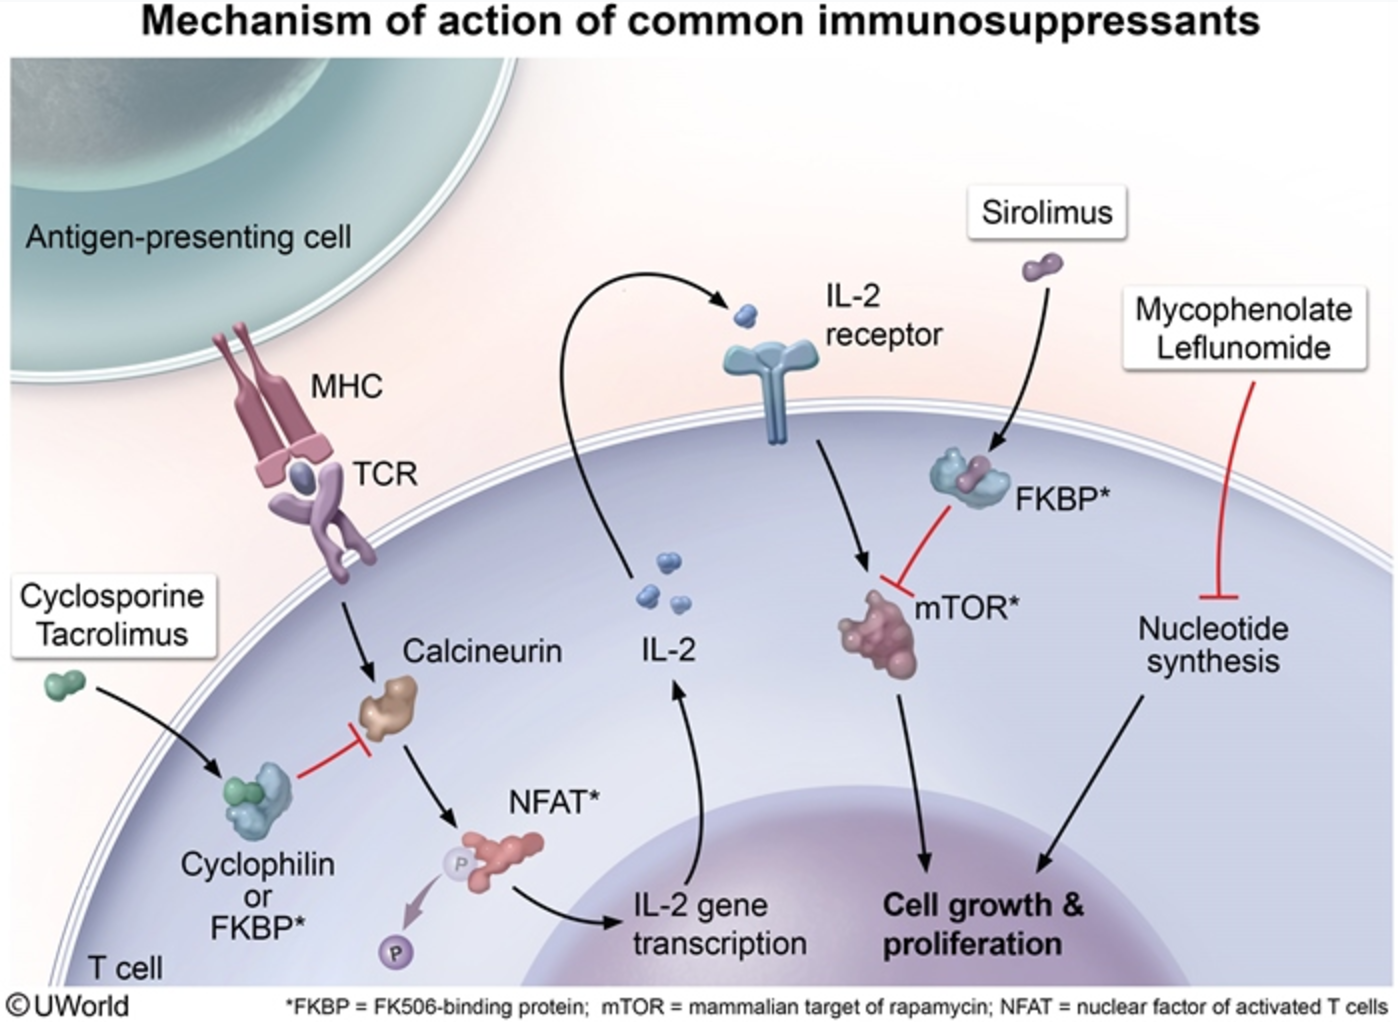 Mechanism of action of common immunosuppressants
Antigen-presenting cell
MHC
TCR
Cyclosporine
Tacrolimus
Calcineurin
Cyclophilin
or
FKBP*
NFAT*
P
P
T cell
IL-2 gene
transcription
IL-2
IL-2
receptor
Sirolimus
FKBP*
mTOR*
Mycophenolate
Leflunomide
Nucleotide
synthesis
Cell growth &
proliferation
©UWorld
*FKBP = FK506-binding protein; mTOR = mammalian target of rapamycin; NFAT = nuclear factor of activated T cells